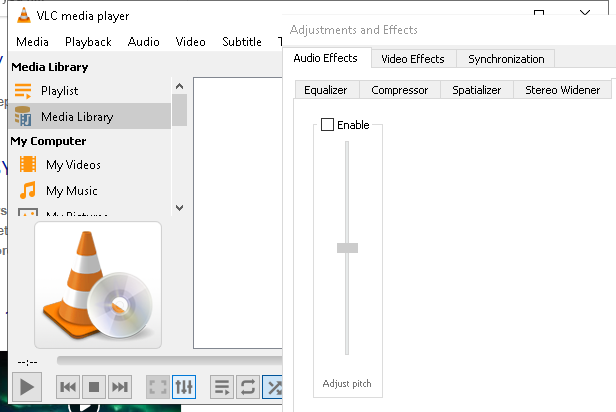 VLC media player
Media Playback Audio Video Subtitle
Media Library
Playlist
Media Library
My Computer
My Videos
My Music
My Pictures
--:--
Adjustments and Effects
Audio Effects Video Effects Synchronization
Equalizer Compressor Spatializer Stereo Widener
Enable
Adjust pitch